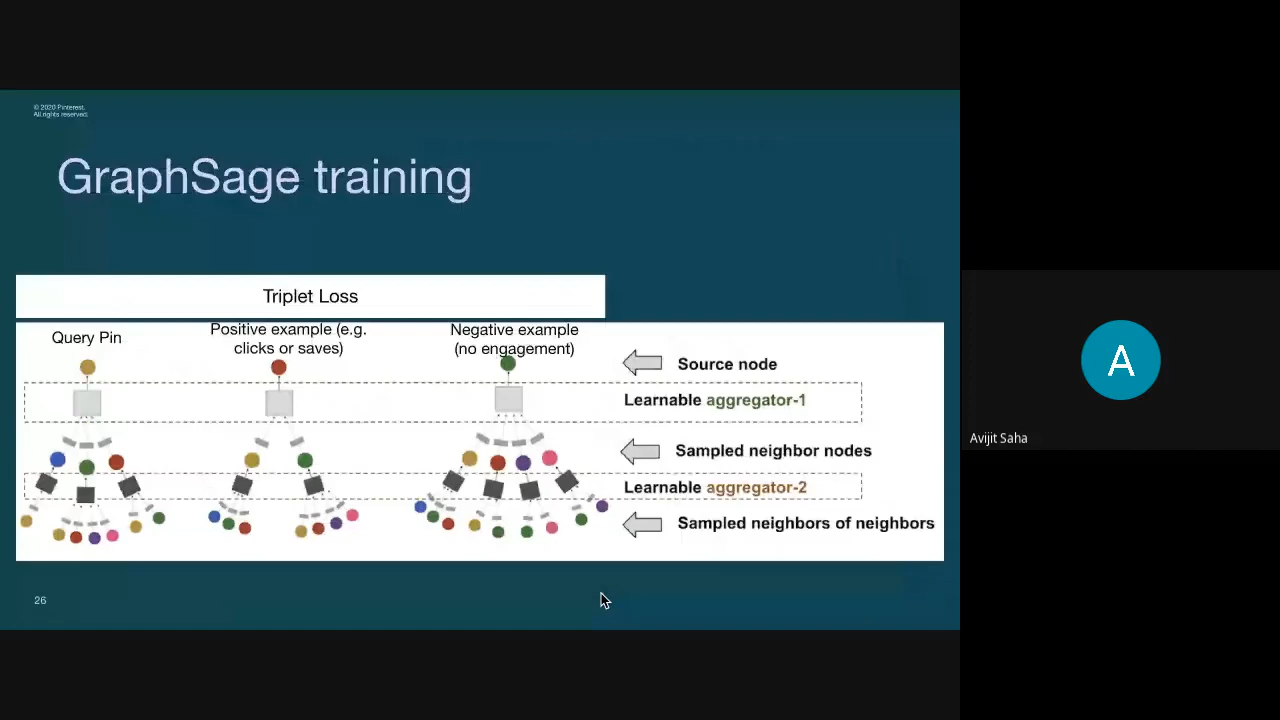 © 2020 Pinterest.
All rights reserved.
GraphSage training
Triplet Loss
Query Pin
Positive example (e.g.
clicks or saves)
Negative example
(no engagement)
Source node
Learnable aggregator-1
Sampled neighbor nodes
Learnable aggregator-2
Sampled neighbors of neighbors
26
A
Avijit Saha